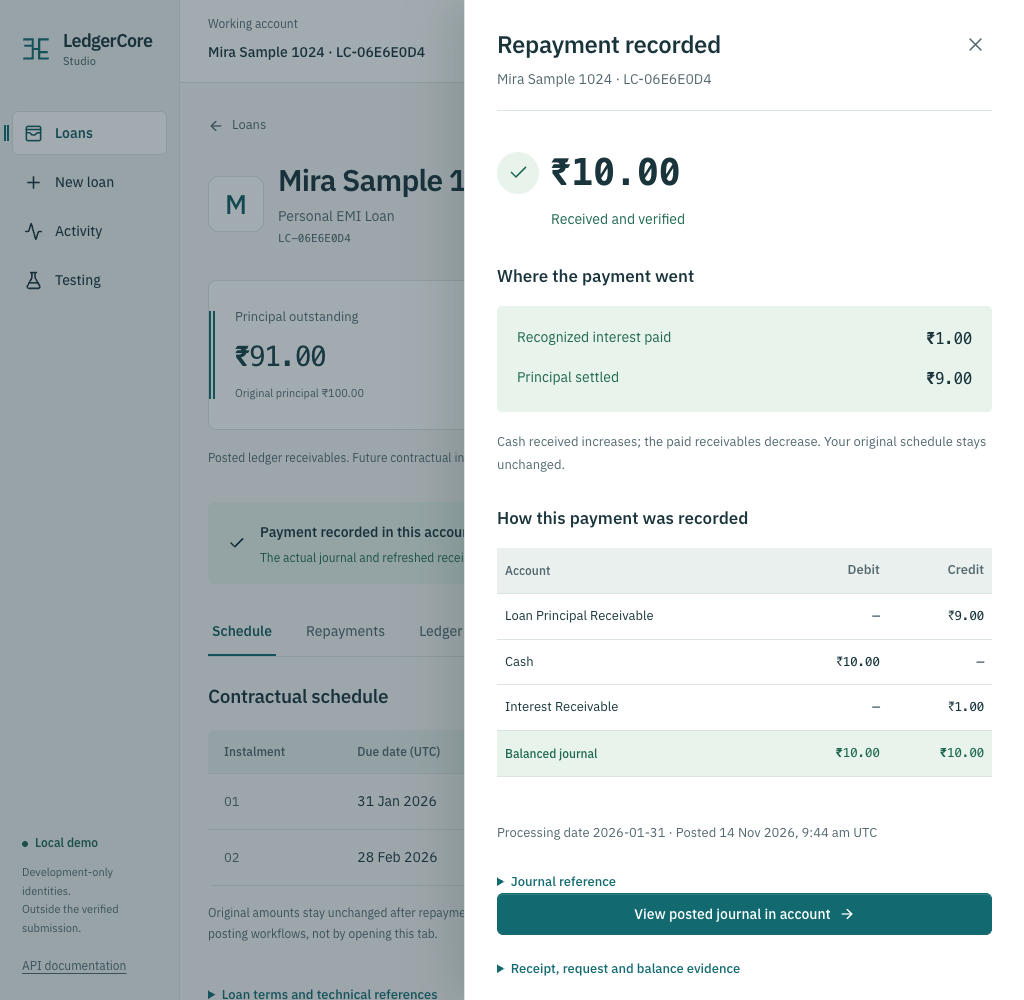 LedgerCore
Studio
Loans
New loan
Activity
Testing
Local demo
Development-only
identities.
Outside the verified
submission.
API documentation
Working account
Mira Sample 1024 · LC-06E6E0D4
Loans
M
Mira Sample 1
Personal EMI Loan
LC–06E6E0D4
Principal outstanding
₹91.00
Original principal ₹100.00
Posted ledger receivables. Future contractual in
Payment recorded in this accou
The actual journal and refreshed recei
Schedule Repayments Ledger
Contractual schedule
Instalment Due date (UTC)
01 31 Jan 2026
02 28 Feb 2026
Original amounts stay unchanged after repayme
posting workflows, not by opening this tab.
Loan terms and technical references
Repayment recorded
Mira Sample 1024 · LC-06E6E0D4
₹10.00
Received and verified
Where the payment went
Recognized interest paid ₹1.00
Principal settled ₹9.00
Cash received increases; the paid receivables decrease. Your original schedule stays
unchanged.
How this payment was recorded
Account Debit Credit
Loan Principal Receivable — ₹9.00
Cash ₹10.00 —
Interest Receivable — ₹1.00
Balanced journal ₹10.00 ₹10.00
Processing date 2026-01-31 · Posted 14 Nov 2026, 9:44 am UTC
Journal reference
View posted journal in account →
Receipt, request and balance evidence